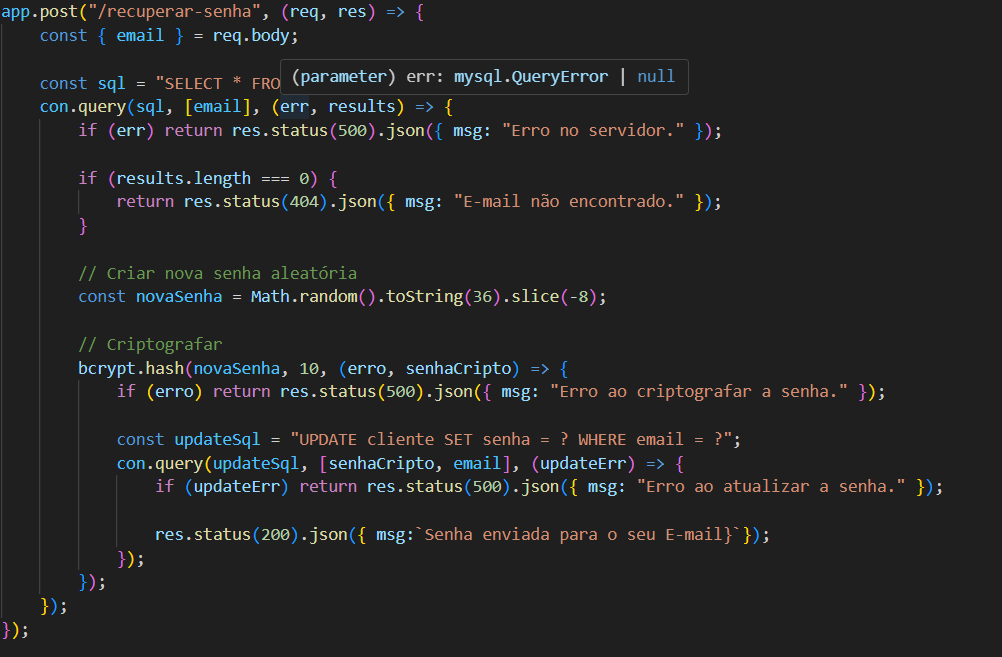 app.post("/recuperar-senha", (req, res) => {
const { email } = req.body;
(parameter) err: mysql.QueryError | null
const sql = "SELECT * FRO
con.query(sql, [email], (err, results) => {
if (err) return res.status(500).json({ msg: "Erro no servidor." });
if (results.length === 0) {
return res.status(404).json({ msg: "E-mail não encontrado." });
}
// Criar nova senha aleatória
const novaSenha = Math.random().toString(36).slice(-8);
// Criptografar
bcrypt.hash(novaSenha, 10, (erro, senhaCripto) => {
if (erro) return res.status(500).json({ msg: "Erro ao criptografar a senha." });
const updateSql = "UPDATE cliente SET senha = ? WHERE email = ?";
con.query(updateSql, [senhaCripto, email], (updateErr) => {
if (updateErr) return res.status(500).json({ msg: "Erro ao atualizar a senha." });
res.status(200).json({ msg:`Senha enviada para o seu E-mail}`});
});
});
});
});